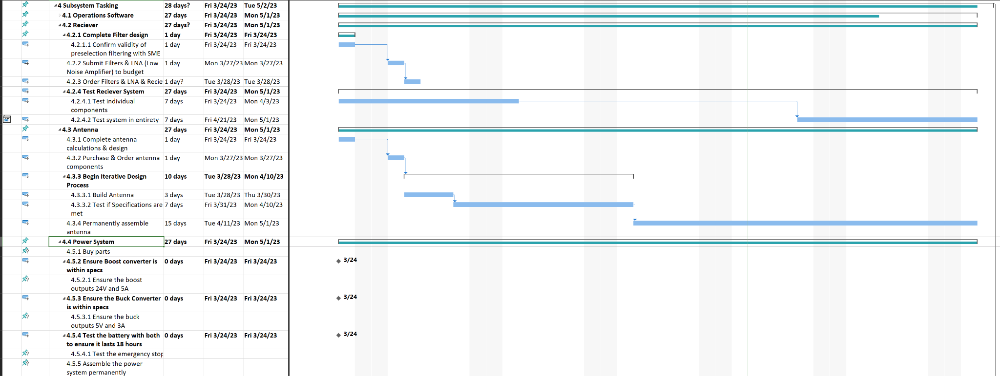 4 Subsystem Tasking 28 days? Fri 3/24/23 Tue 5/2/23
4.1 Operations Software 27 days Fri 3/24/23 Mon 5/1/23
4.2 Reciever 27 days? Fri 3/24/23 Mon 5/1/23
4.2.1 Complete Filter design 1 day Fri 3/24/23 Fri 3/24/23
4.2.1.1 Confirm validity of 1 day Fri 3/24/23 Fri 3/24/23
preselection filtering with SME
4.2.2 Submit Filters & LNA (Low 1 day Mon 3/27/23 Mon 3/27/23
Noise Amplifier) to budget
4.2.3 Order Filters & LNA & Recie 1 day? Tue 3/28/23 Tue 3/28/23
4.2.4 Test Reciever System 27 days Fri 3/24/23 Mon 5/1/23
4.2.4.1 Test individual 7 days Fri 3/24/23 Mon 4/3/23
components
4.2.4.2 Test system in entirety 7 days Fri 4/21/23 Mon 5/1/23
4.3 Antenna 27 days Fri 3/24/23 Mon 5/1/23
4.3.1 Complete antenna 1 day Fri 3/24/23 Fri 3/24/23
calculations & design
4.3.2 Purchase & Order antenna 1 day Mon 3/27/23 Mon 3/27/23
components
4.3.3 Begin Iterative Design 10 days Tue 3/28/23 Mon 4/10/23
Process
4.3.3.1 Build Antenna 3 days Tue 3/28/23 Thu 3/30/23
4.3.3.2 Test if Specifications are 7 days Fri 3/31/23 Mon 4/10/23
met
4.3.4 Permanently assemble 15 days Tue 4/11/23 Mon 5/1/23
antenna
4.4 Power System 27 days Fri 3/24/23 Mon 5/1/23
4.5.1 Buy parts
4.5.2 Ensure Boost converter is 0 days Fri 3/24/23 Fri 3/24/23 3/24
within specs
4.5.2.1 Ensure the boost
outputs 24V and 5A
4.5.3 Ensure the Buck Converter 0 days Fri 3/24/23 Fri 3/24/23 3/24
is within specs
4.5.3.1 Ensure the buck
outputs 5V and 3A
4.5.4 Test the battery with both 0 days Fri 3/24/23 Fri 3/24/23 3/24
to ensure it lasts 18 hours
4.5.4.1 Test the emergency stop
4.5.5 Assemble the power
system permanently